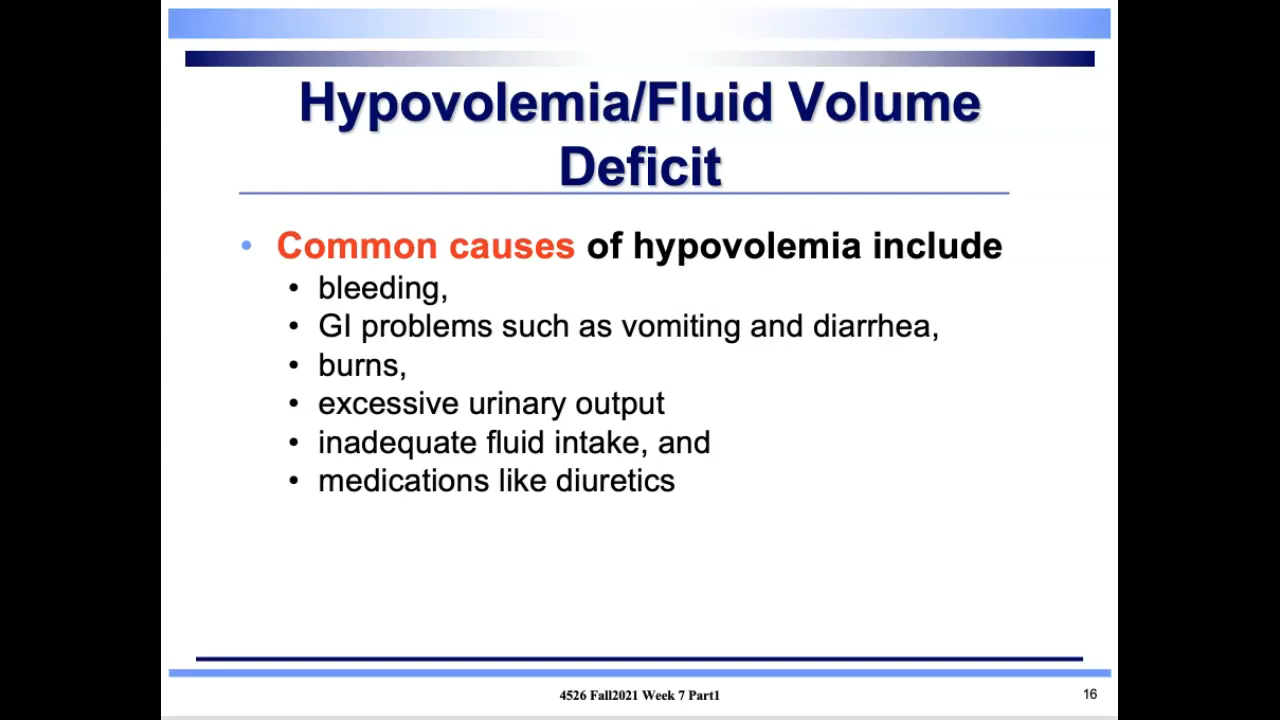 Hypovolemia/Fluid Volume
Deficit
• Common causes of hypovolemia include
• bleeding,
• GI problems such as vomiting and diarrhea,
• burns,
• excessive urinary output
• inadequate fluid intake, and
• medications like diuretics
4526 Fall2021 Week 7 Part1
16